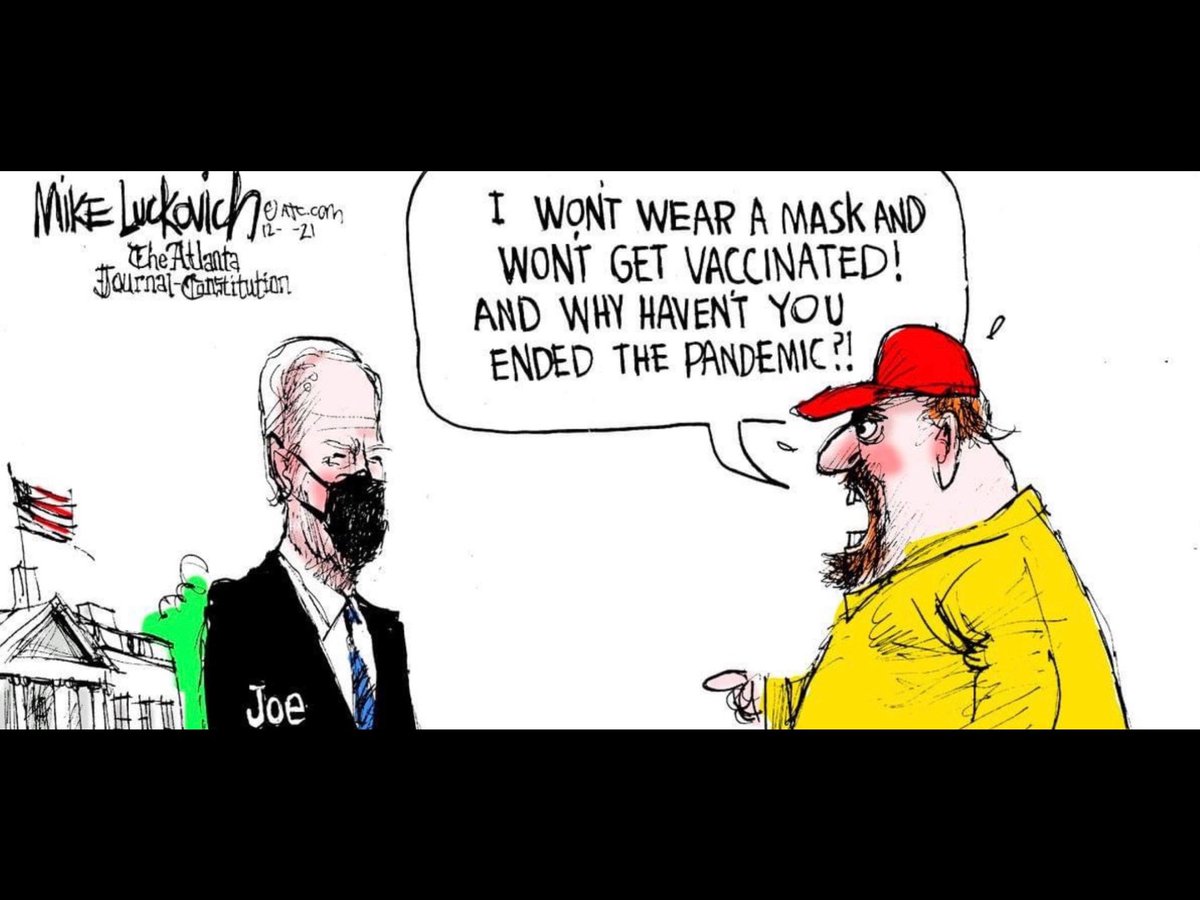 MIKE LUCKOVICH © AJC.COM
12- -21
The Atlanta
Journal-Constitution
I WON'T WEAR A MASK AND
WON'T GET VACCINATED!
AND WHY HAVEN'T YOU
ENDED THE PANDEMIC?!
Joe